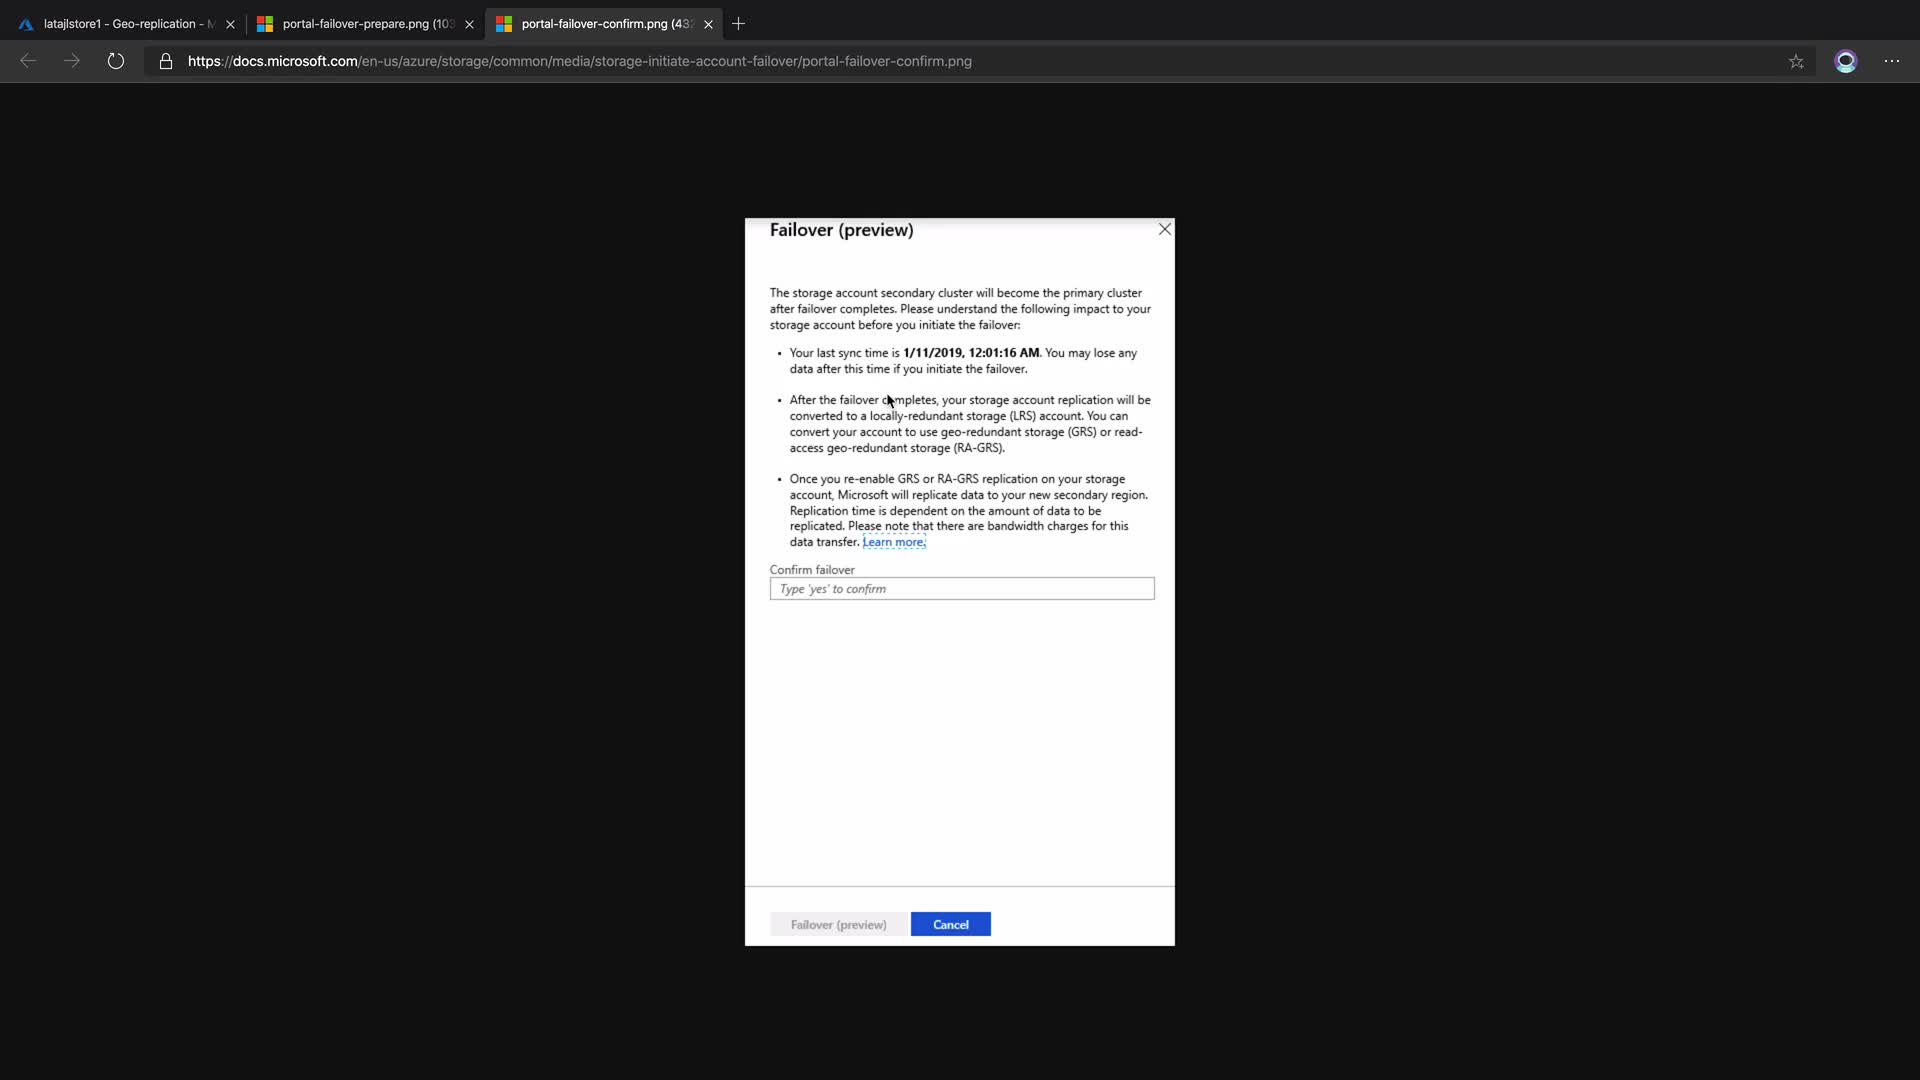 latajlstore1 - Geo-replication - M
portal-failover-prepare.png (103
portal-failover-confirm.png (432
https://docs.microsoft.com/en-us/azure/storage/common/media/storage-initiate-account-failover/portal-failover-confirm.png
Failover (preview)
The storage account secondary cluster will become the primary cluster
after failover completes. Please understand the following impact to your
storage account before you initiate the failover:
• Your last sync time is 1/11/2019, 12:01:16 AM. You may lose any
data after this time if you initiate the failover.
• After the failover completes, your storage account replication will be
converted to a locally-redundant storage (LRS) account. You can
convert your account to use geo-redundant storage (GRS) or read-
access geo-redundant storage (RA-GRS).
• Once you re-enable GRS or RA-GRS replication on your storage
account, Microsoft will replicate data to your new secondary region.
Replication time is dependent on the amount of data to be
replicated. Please note that there are bandwidth charges for this
data transfer. Learn more.
Confirm failover
Type 'yes' to confirm
Failover (preview)
Cancel